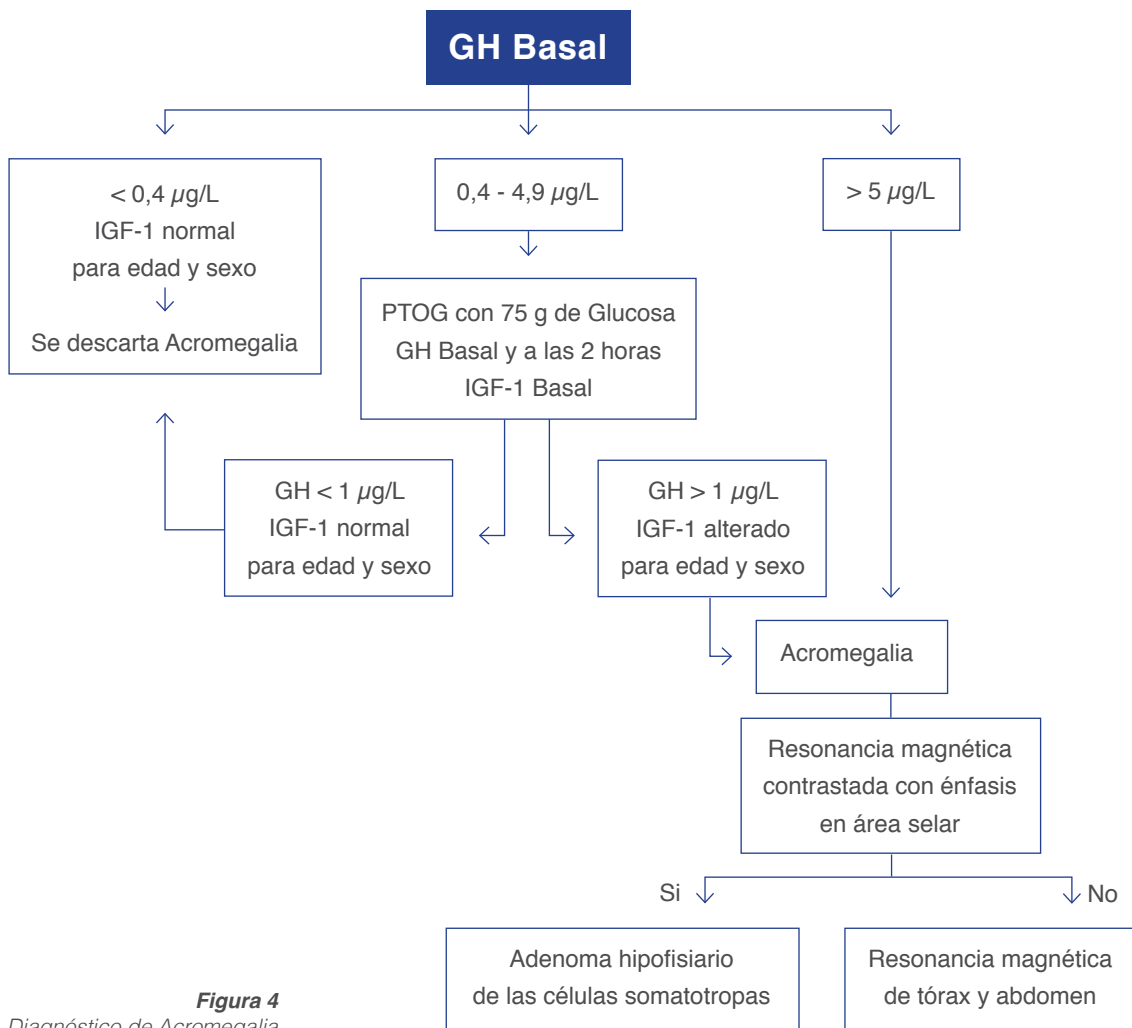 GH Basal
< 0,4 µg/L
IGF-1 normal
para edad y sexo
Se descarta Acromegalia
0,4 - 4,9 µg/L
> 5 µg/L
PTOG con 75 g de Glucosa
GH Basal y a las 2 horas
IGF-1 Basal
GH < 1 µg/L
IGF-1 normal
para edad y sexo
GH > 1 µg/L
IGF-1 alterado
para edad y sexo
Acromegalia
Resonancia magnética
contrastada con énfasis
en área selar
Si
No
Adenoma hipofisiario
de las células somatotropas
Resonancia magnética
de tórax y abdomen
Figura 4
Diagnóstico de Acromegalia